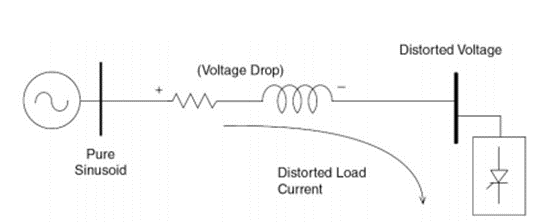 Distorted Voltage
(Voltage Drop)
+
−
Pure
Sinusoid
Distorted Load
Current